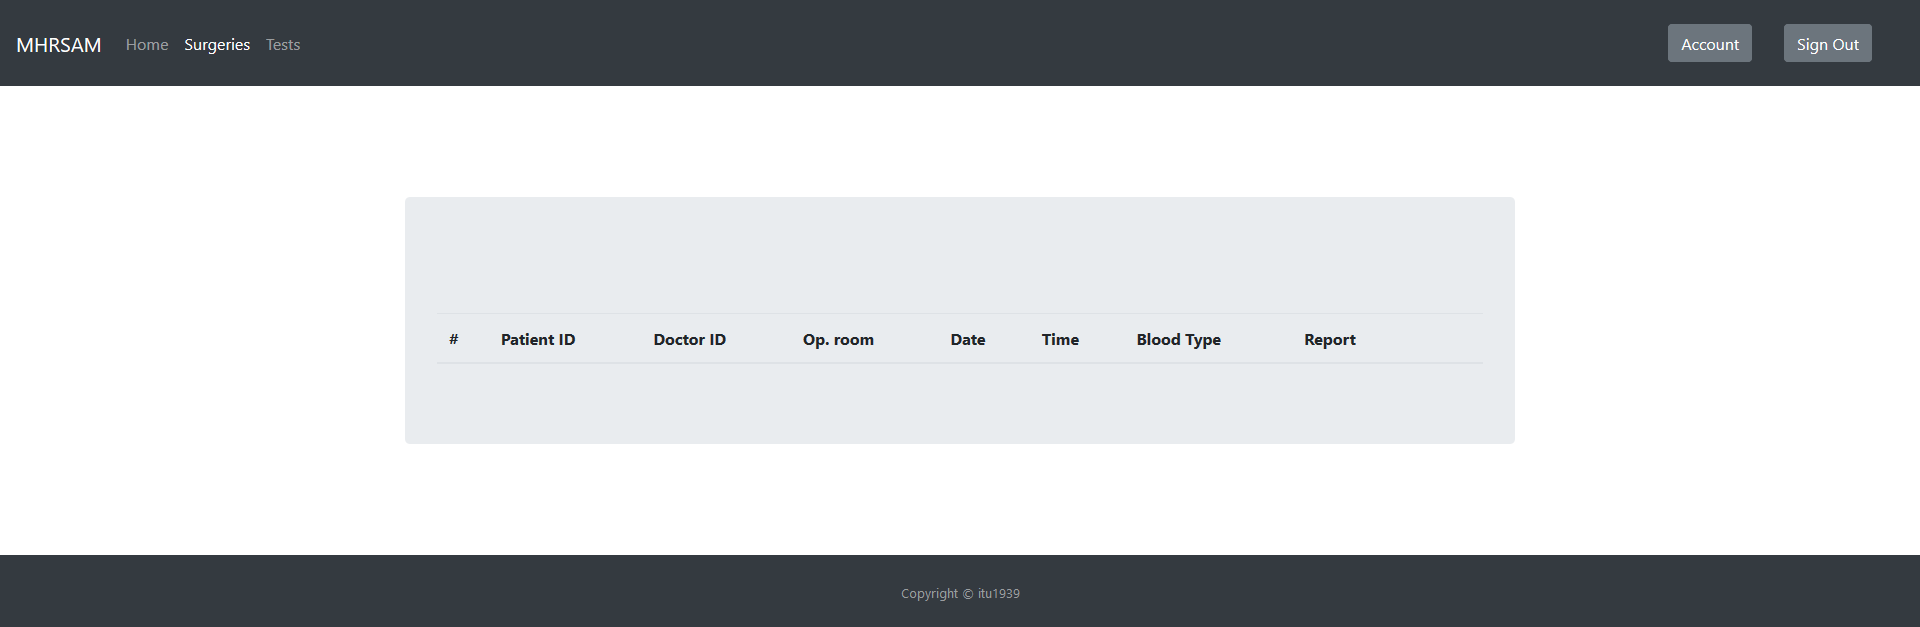 MHRSAM Home Surgeries Tests Account Sign Out
# Patient ID Doctor ID Op. room Date Time Blood Type Report
Copyright © itu1939